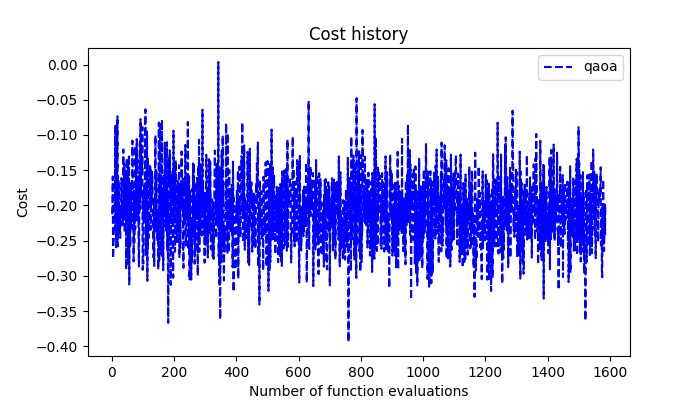 Cost history
qaoa
Cost
0.00
−0.05
−0.10
−0.15
−0.20
−0.25
−0.30
−0.35
−0.40
0 200 400 600 800 1000 1200 1400 1600
Number of function evaluations